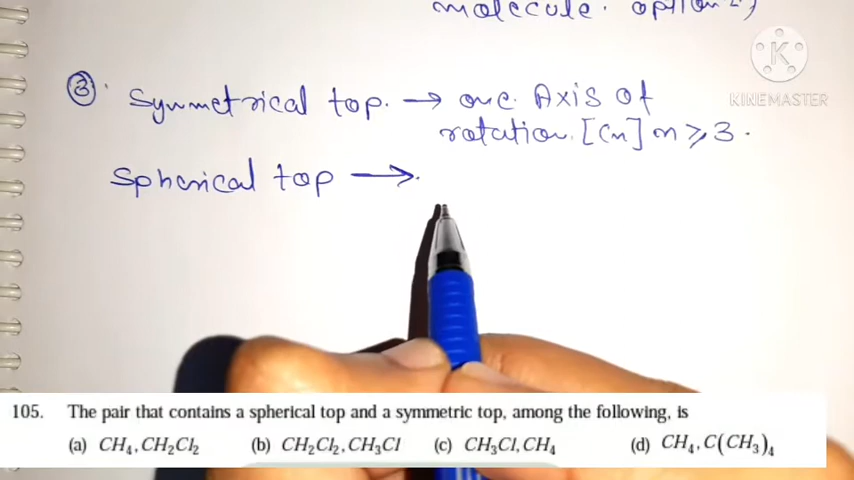 molecule. option
K
KINEMASTER
③. Symmetrical top. → one. Axis of
rotation. [Cn] n ⩾ 3.
Spherical top →.
105. The pair that contains a spherical top and a symmetric top, among the following, is
(a) CH₄, CH₂Cl₂ (b) CH₂Cl₂, CH₃Cl (c) CH₃Cl, CH₄ (d) CH₄, C(CH₃)₄